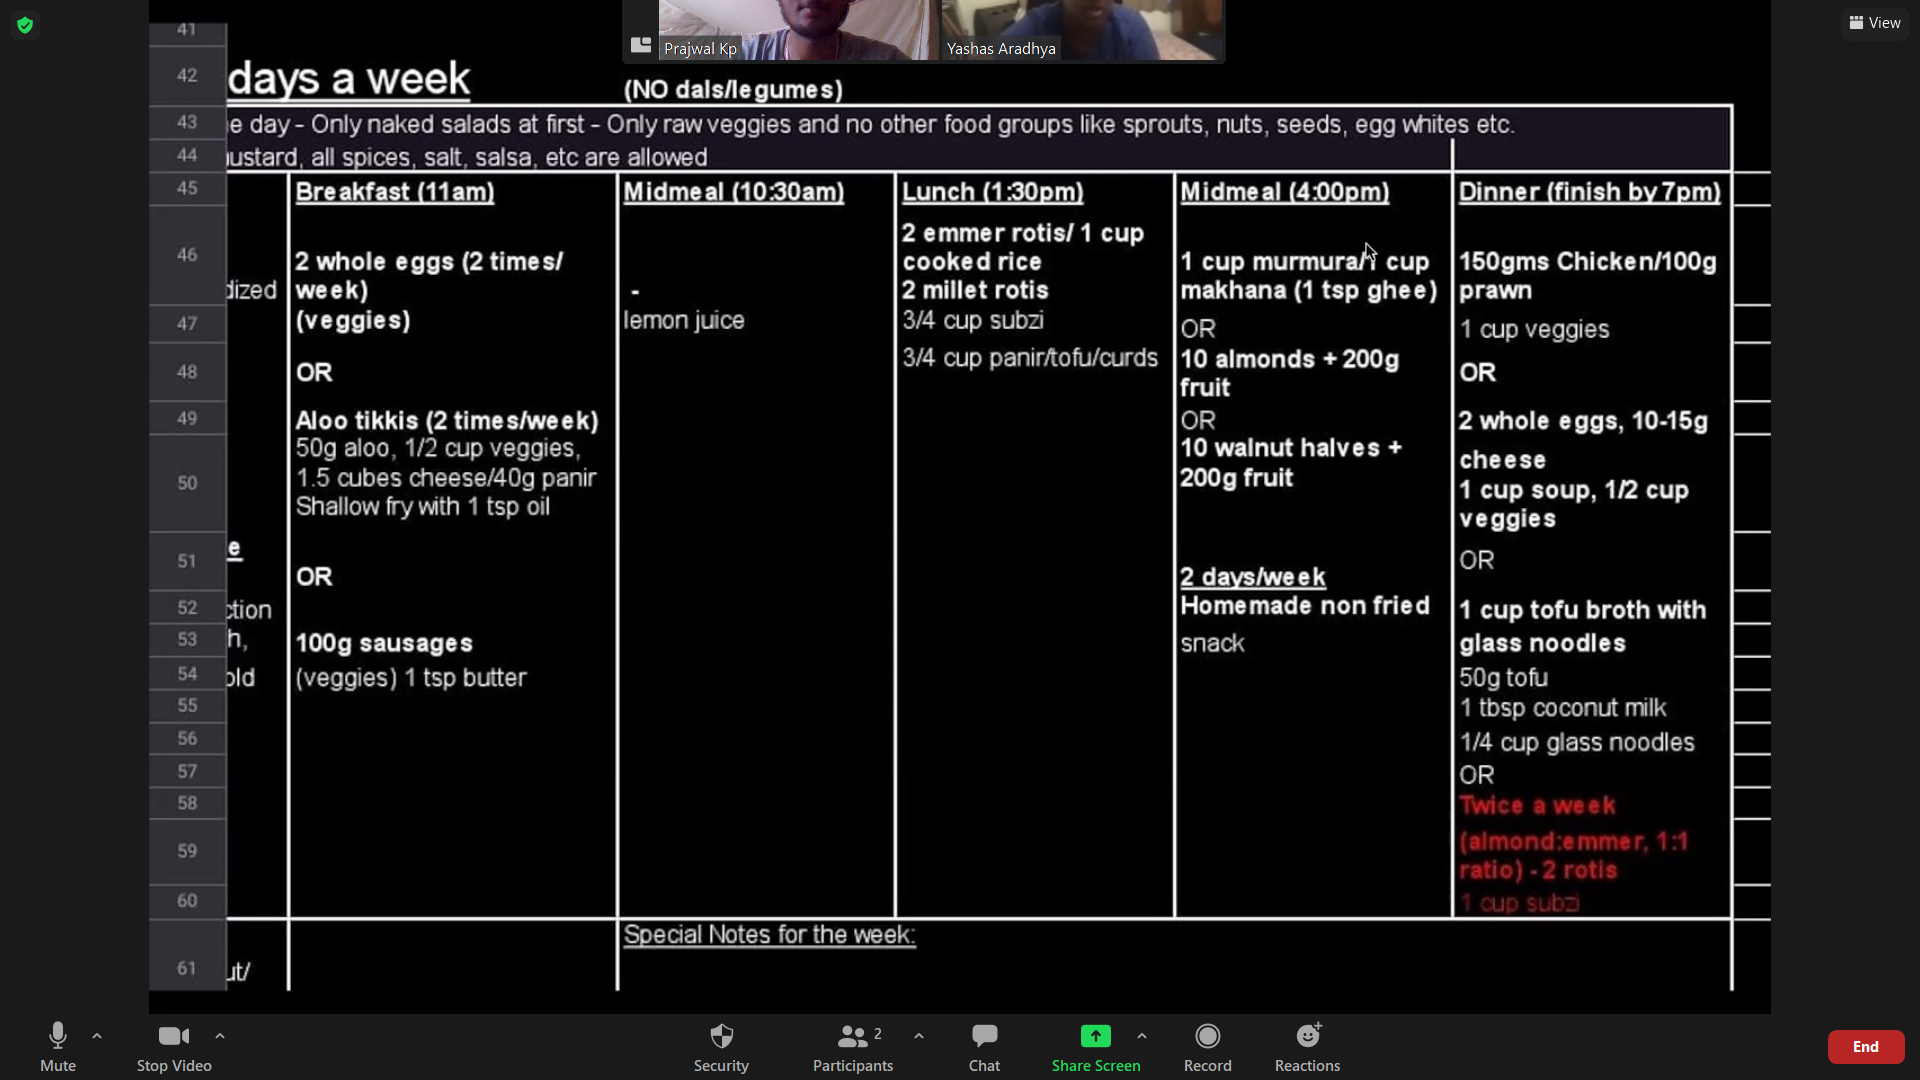 View
Prajwal Kp
Yashas Aradhya
41
42
days a week
(NO dals/legumes)
43
e day - Only naked salads at first - Only raw veggies and no other food groups like sprouts, nuts, seeds, egg whites etc.
44
ustard, all spices, salt, salsa, etc are allowed
45
Breakfast (11am)
Midmeal (10:30am)
Lunch (1:30pm)
Midmeal (4:00pm)
Dinner (finish by 7pm)
46
dized
2 whole eggs (2 times/
week)
(veggies)
OR
Aloo tikkis (2 times/week)
50g aloo, 1/2 cup veggies,
1.5 cubes cheese/40g panir
Shallow fry with 1 tsp oil
OR
100g sausages
(veggies) 1 tsp butter
-
lemon juice
2 emmer rotis/ 1 cup
cooked rice
2 millet rotis
3/4 cup subzi
3/4 cup panir/tofu/curds
1 cup murmura/1 cup
makhana (1 tsp ghee)
OR
10 almonds + 200g
fruit
OR
10 walnut halves +
200g fruit
2 days/week
Homemade non fried
snack
150gms Chicken/100g
prawn
1 cup veggies
OR
2 whole eggs, 10-15g
cheese
1 cup soup, 1/2 cup
veggies
OR
1 cup tofu broth with
glass noodles
50g tofu
1 tbsp coconut milk
1/4 cup glass noodles
OR
Twice a week
(almond:emmer, 1:1
ratio) - 2 rotis
1 cup subzi
47
48
49
50
51
e
52
ction
53
h,
54
old
55
56
57
58
59
60
Special Notes for the week:
61
ut/
Mute
Stop Video
Security
Participants
2
Chat
Share Screen
Record
Reactions
End